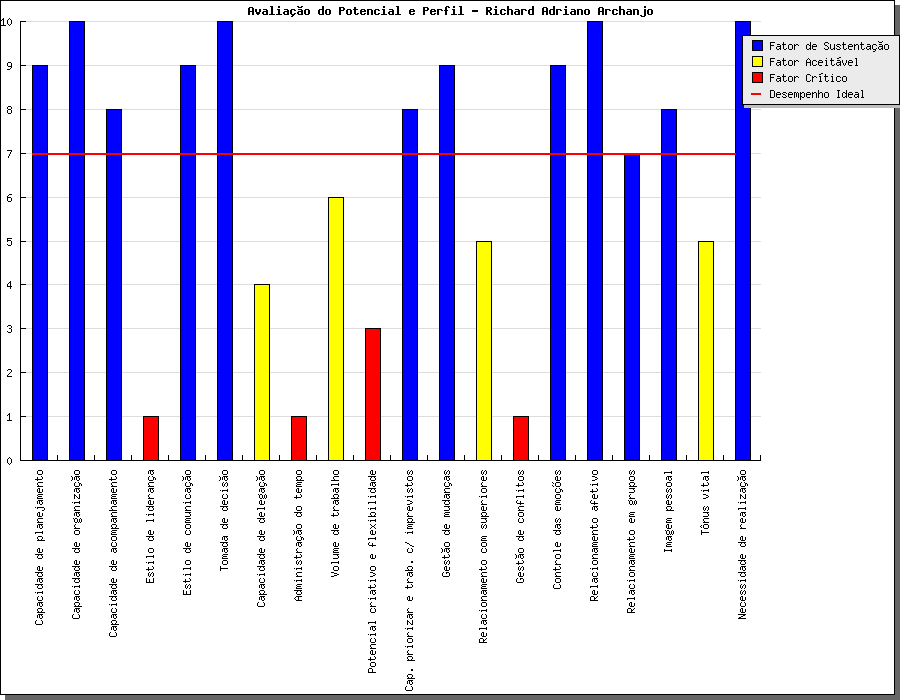 Avaliação do Potencial e Perfil - Richard Adriano Archanjo
Fator de Sustentação
Fator Aceitável
Fator Crítico
Desempenho Ideal
10
9
8
7
6
5
4
3
2
1
0
Capacidade de planejamento
Capacidade de organização
Capacidade de acompanhamento
Estilo de liderança
Estilo de comunicação
Tomada de decisão
Capacidade de delegação
Administração do tempo
Volume de trabalho
Potencial criativo e flexibilidade
Cap. priorizar e trab. c/ imprevistos
Gestão de mudanças
Relacionamento com superiores
Gestão de conflitos
Controle das emoções
Relacionamento afetivo
Relacionamento em grupos
Imagem pessoal
Tônus vital
Necessidade de realização